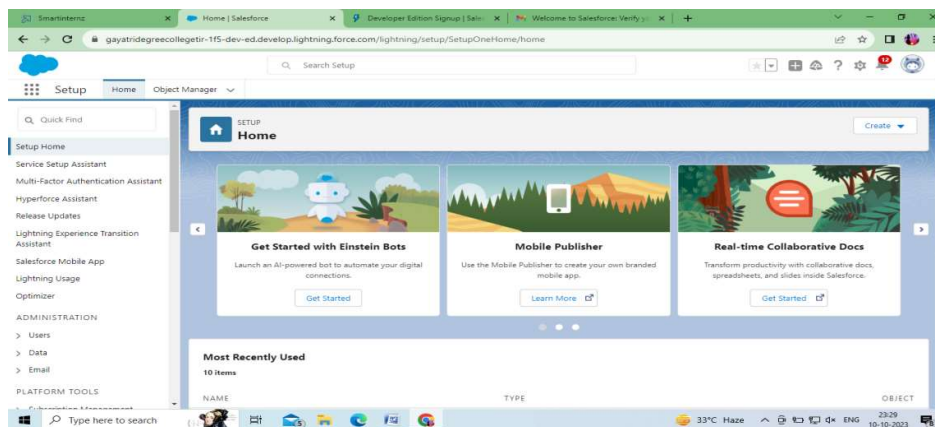 Smartinternz
Home | Salesforce
Developer Edition Signup | Sales
Welcome to Salesforce: Verify yo
gayatridegreecollegetir-1f5-dev-ed.develop.lightning.force.com/lightning/setup/SetupOneHome/home
Search Setup
12
Setup
Home
Object Manager
Quick Find
SETUP
Home
Create
Setup Home
Service Setup Assistant
Multi-Factor Authentication Assistant
Hyperforce Assistant
Release Updates
Lightning Experience Transition
Assistant
Salesforce Mobile App
Lightning Usage
Optimizer
ADMINISTRATION
Users
Data
Email
PLATFORM TOOLS
Subscription Management
Get Started with Einstein Bots
Launch an AI-powered bot to automate your digital
connections.
Get Started
Mobile Publisher
Use the Mobile Publisher to create your own branded
mobile app.
Learn More
Real-time Collaborative Docs
Transform productivity with collaborative docs,
spreadsheets, and slides inside Salesforce.
Get Started
Most Recently Used
10 items
NAME TYPE OBJECT
Type here to search
33°C Haze
ENG
23:29
10-10-2023